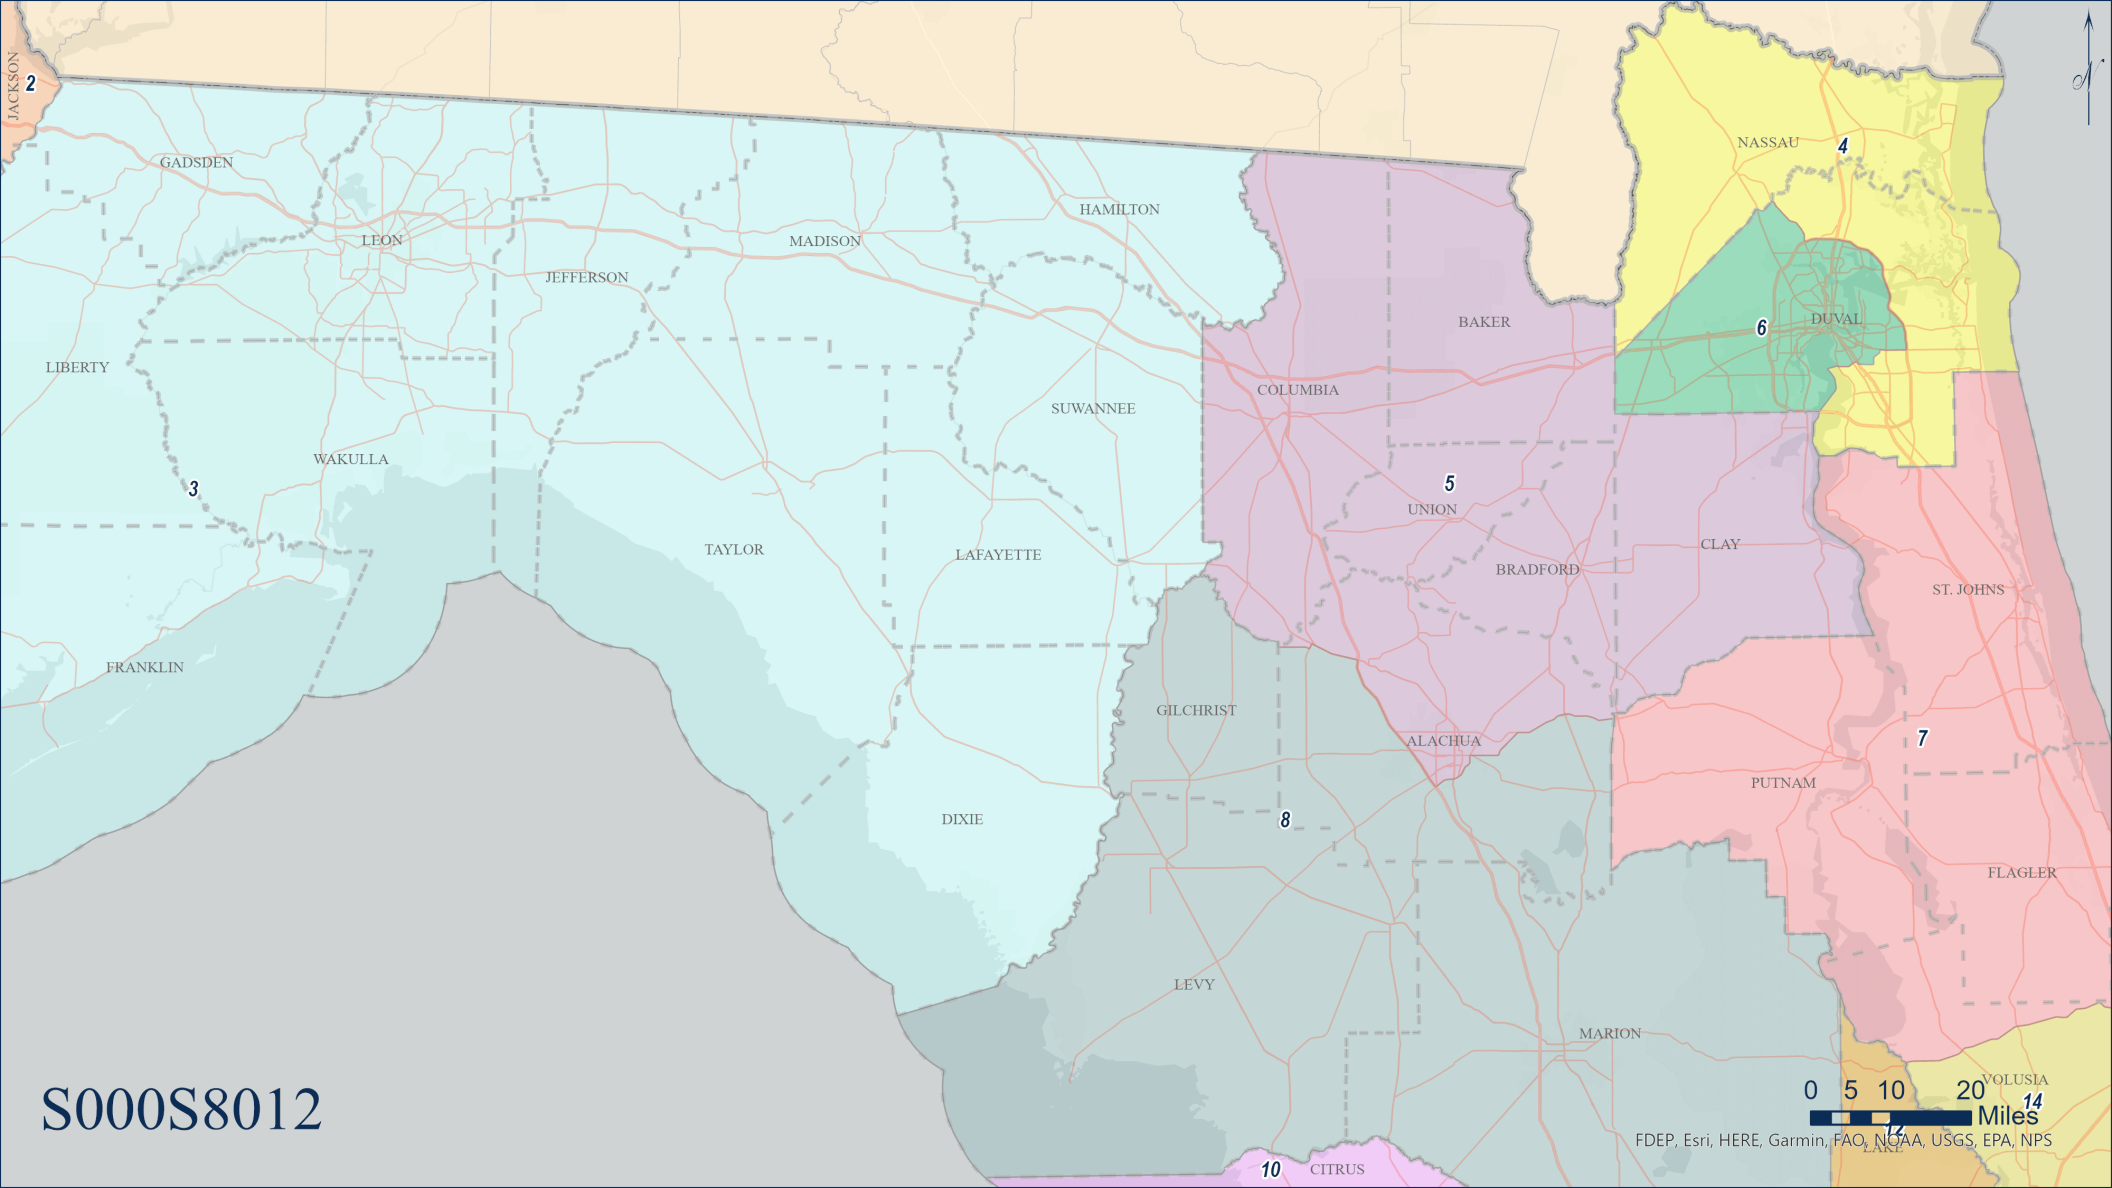 JACKSON
2
N
NASSAU
4
GADSDEN
HAMILTON
LEON
MADISON
JEFFERSON
BAKER
6
DUVAL
LIBERTY
COLUMBIA
SUWANNEE
WAKULLA
3
5
UNION
TAYLOR
LAFAYETTE
CLAY
BRADFORD
ST. JOHNS
FRANKLIN
GILCHRIST
ALACHUA
7
PUTNAM
DIXIE
8
FLAGLER
LEVY
MARION
VOLUSIA
14
0 5 10 20
Miles
12
S000S8012
FDEP, Esri, HERE, Garmin, FAO, NOAA, USGS, EPA, NPS
LAKE
10
CITRUS